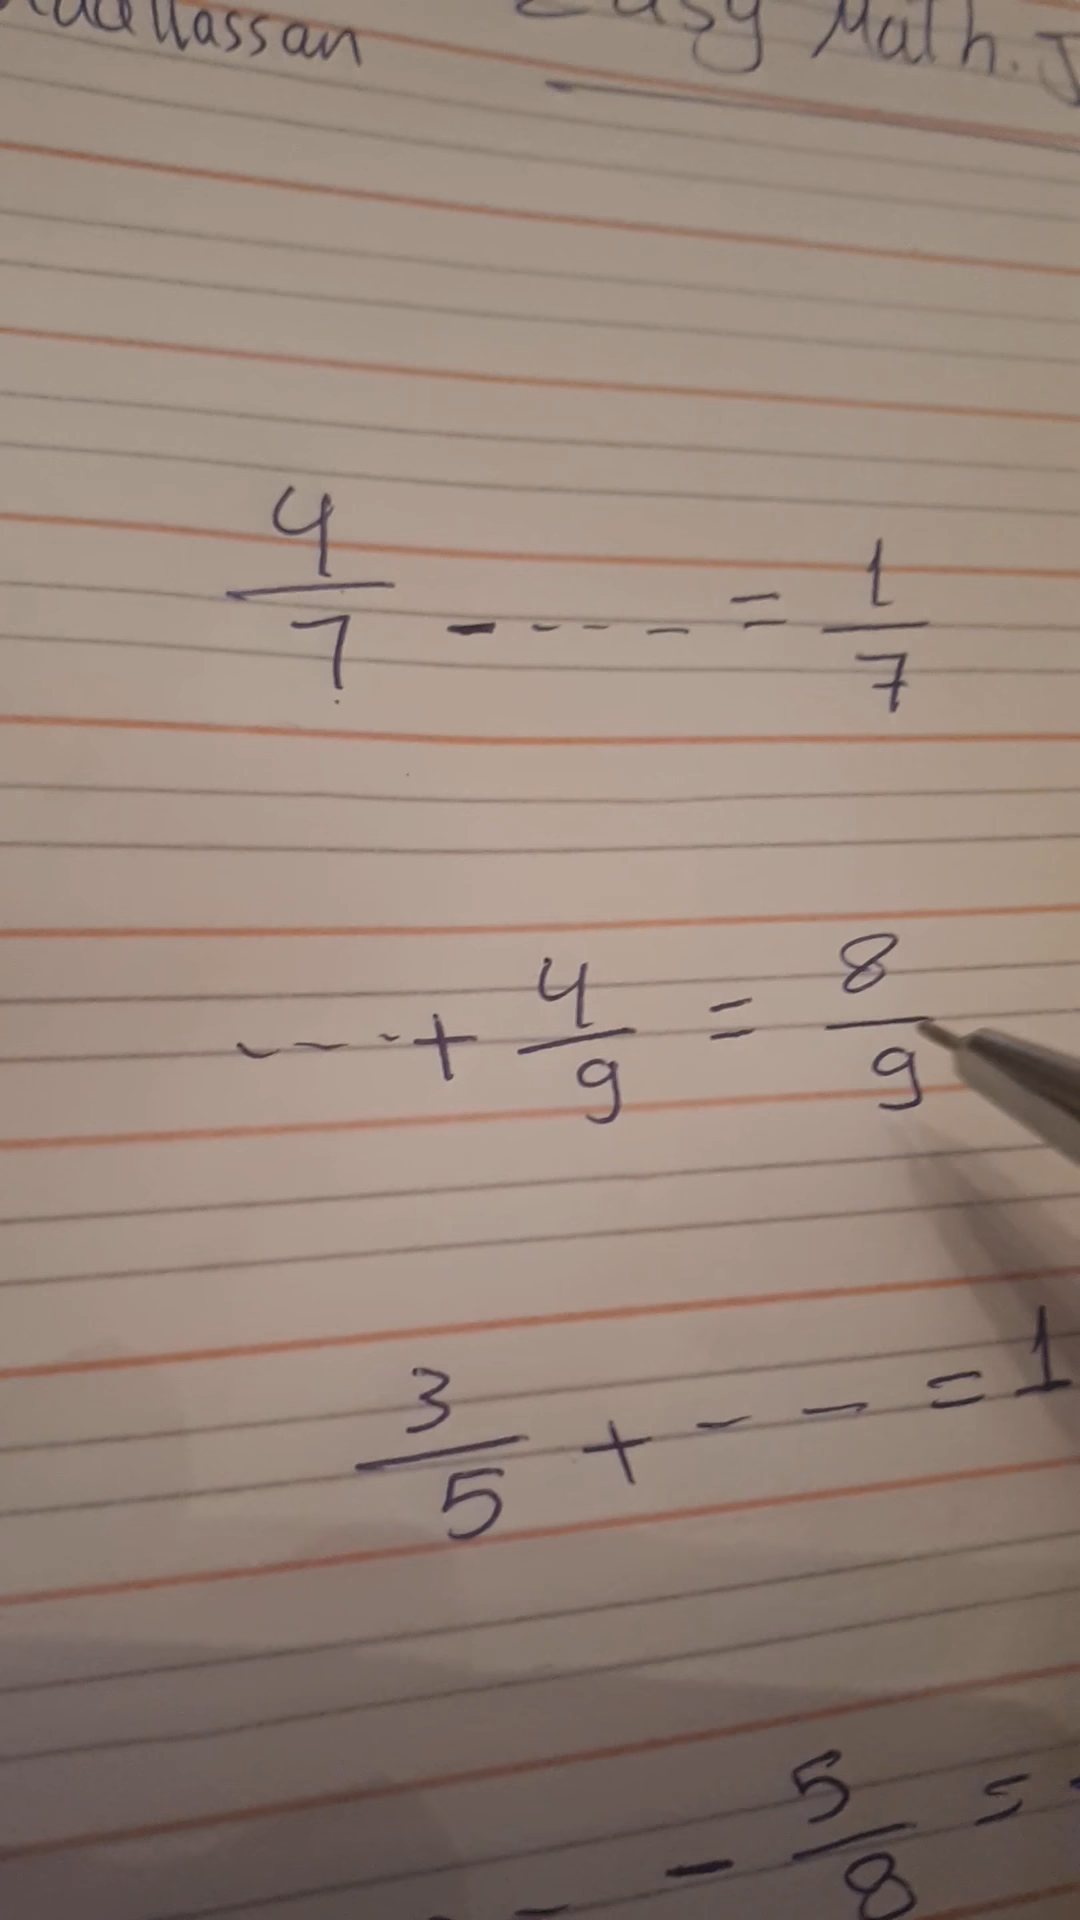 Hassan Easy Math.
4/7 - ---- = 1/7
---- + 4/9 = 8/9
3/5 + -- = 1
-- - 5/8 =